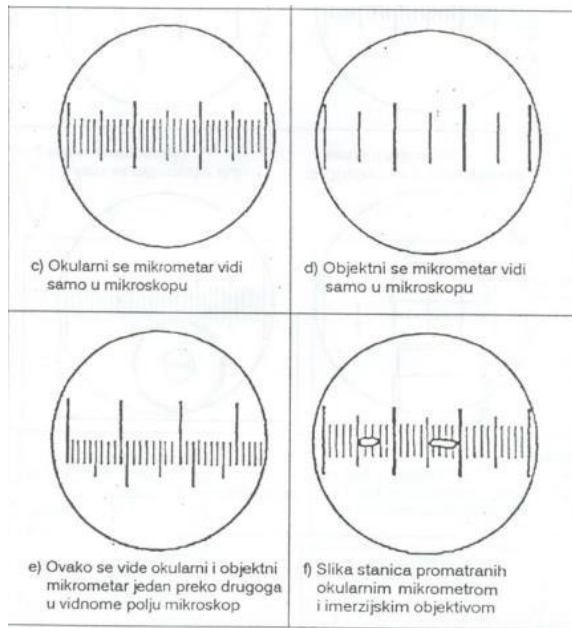 c) Okularni se mikrometar vidi
samo u mikroskopu
d) Objektni se mikrometar vidi
samo u mikroskopu
e) Ovako se vide okularni i objektni
mikrometar jedan preko drugoga
u vidnome polju mikroskop
f) Slika stanica promatranih
okularnim mikrometrom
i imerzijskim objektivom